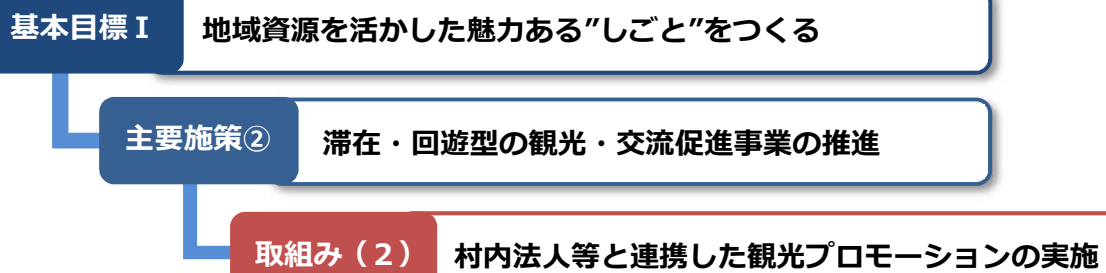 基本目標Ⅰ 地域資源を活かした魅力ある”しごと”をつくる
主要施策② 滞在・回遊型の観光・交流促進事業の推進
取組み（２） 村内法人等と連携した観光プロモーションの実施